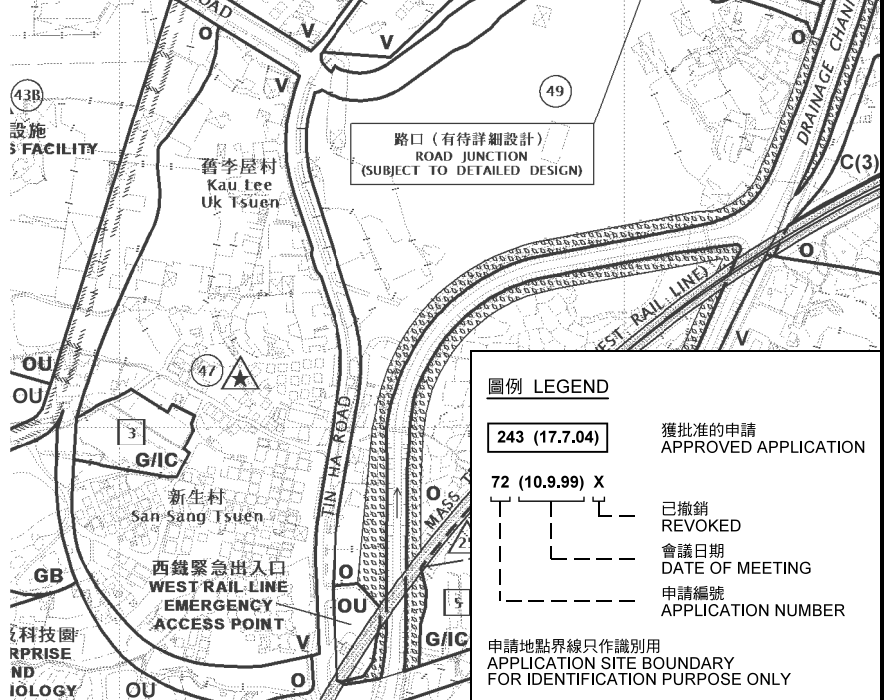 ROAD
O
V
V
V
O
DRAINAGE CHAN
43B
49
設施
S FACILITY
路口（有待詳細設計）
ROAD JUNCTION
(SUBJECT TO DETAILED DESIGN)
C(3)
舊李屋村
Kau Lee
Uk Tsuen
O
EST RAIL LINE)
V
OU
OU
47
3
G/IC
TIN HA ROAD
新生村
San Sang Tsuen
O
MASS T
GB
西鐵緊急出入口
WEST RAIL LINE
EMERGENCY
ACCESS POINT
O
OU
5
G/IC
科技園
RPRISE
ND
NOLOGY
V
OU
O
圖例 LEGEND
243 (17.7.04)
獲批准的申請
APPROVED APPLICATION
72 (10.9.99) X
已撤銷
REVOKED
會議日期
DATE OF MEETING
申請編號
APPLICATION NUMBER
申請地點界線只作識別用
APPLICATION SITE BOUNDARY
FOR IDENTIFICATION PURPOSE ONLY